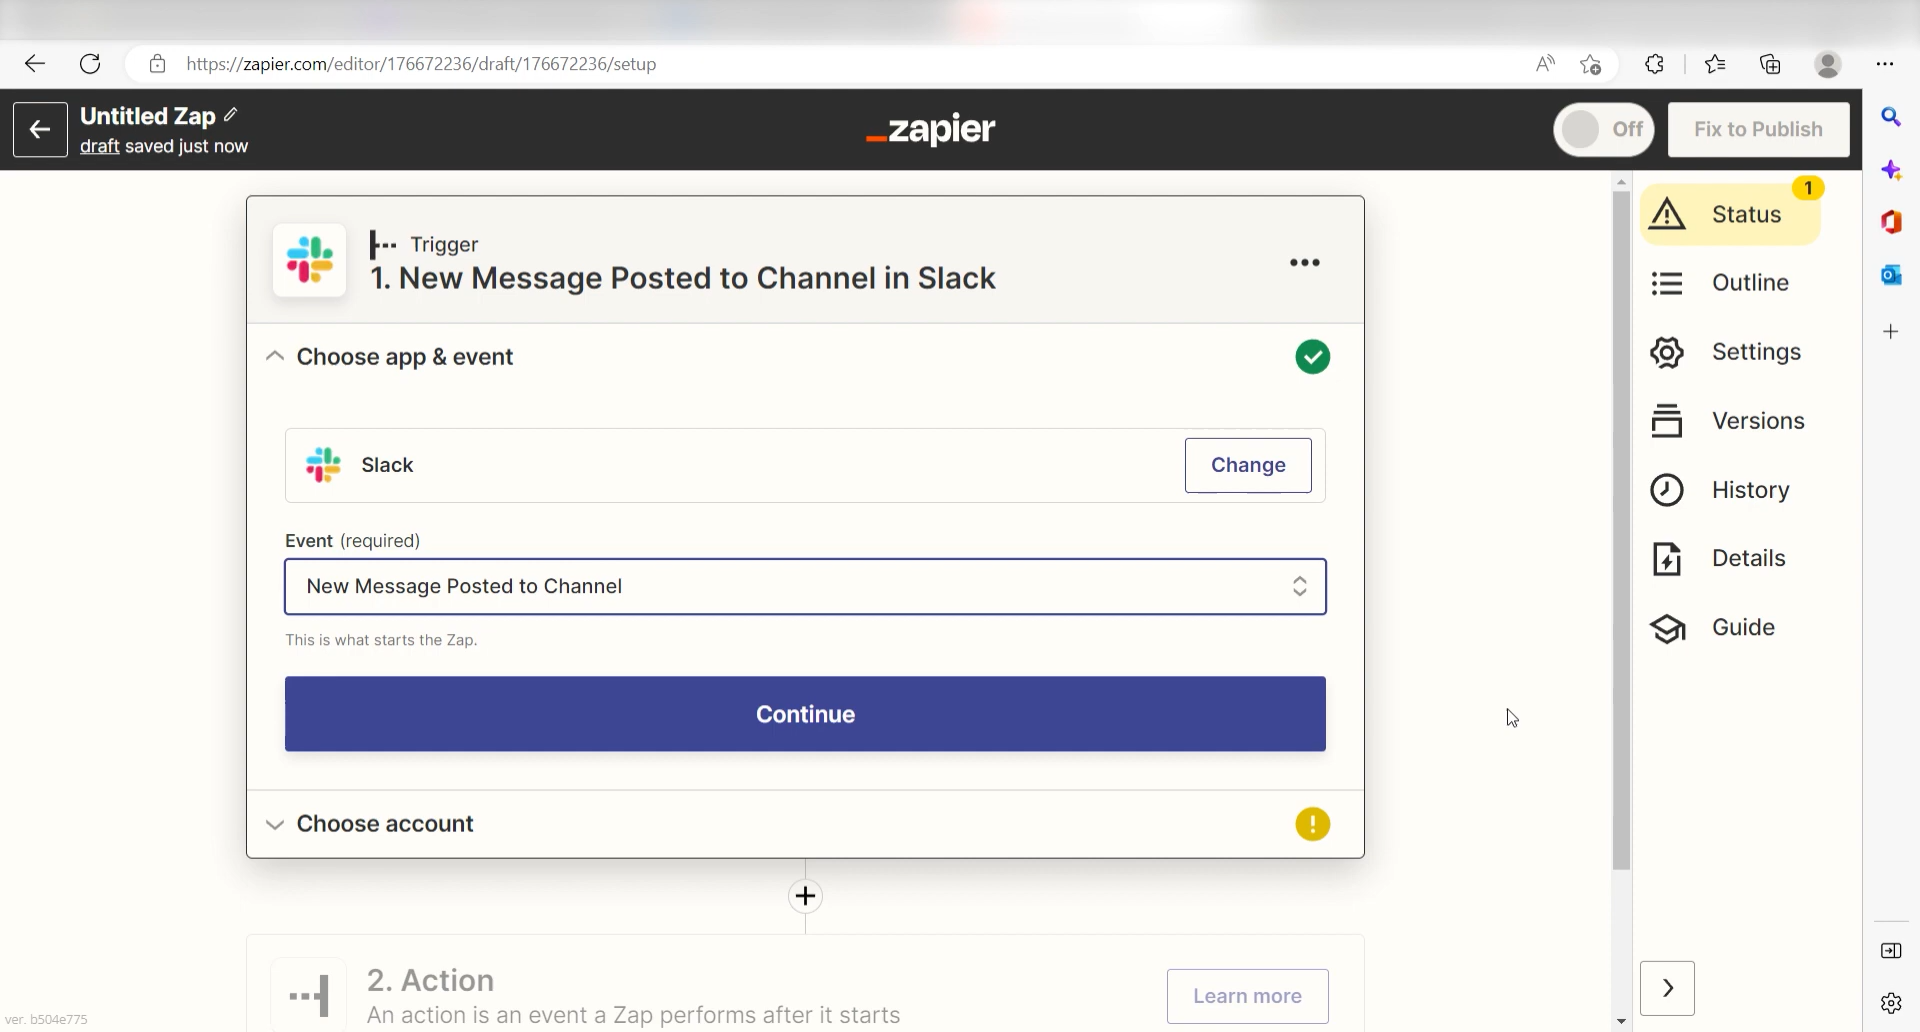 https://zapier.com/editor/176672236/draft/176672236/setup
Untitled Zap
draft saved just now
_zapier
Off
Fix to Publish
Trigger
1. New Message Posted to Channel in Slack
Choose app & event
Slack
Change
Event (required)
New Message Posted to Channel
This is what starts the Zap.
Continue
Choose account
2. Action
An action is an event a Zap performs after it starts
Learn more
1
Status
Outline
Settings
Versions
History
Details
Guide
ver. b504e775